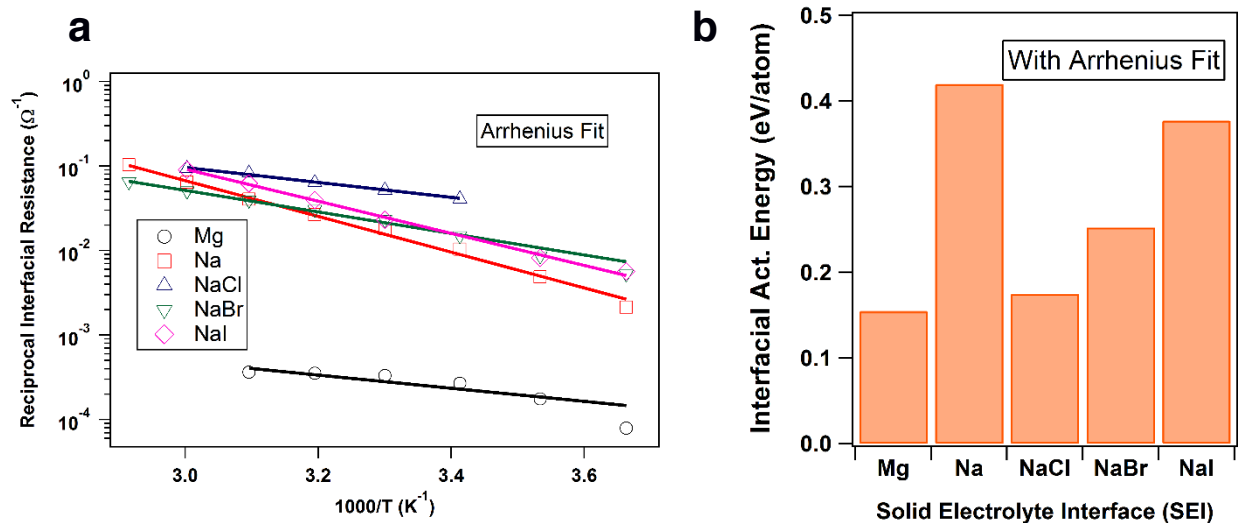 a
Reciprocal Interfacial Resistance (Ω⁻¹)
10⁰
10⁻¹
10⁻²
10⁻³
10⁻⁴
Arrhenius Fit
Mg
Na
NaCl
NaBr
NaI
3.0 3.2 3.4 3.6
1000/T (K⁻¹)
b
Interfacial Act. Energy (eV/atom)
0.5
0.4
0.3
0.2
0.1
0.0
With Arrhenius Fit
Mg Na NaCl NaBr NaI
Solid Electrolyte Interface (SEI)